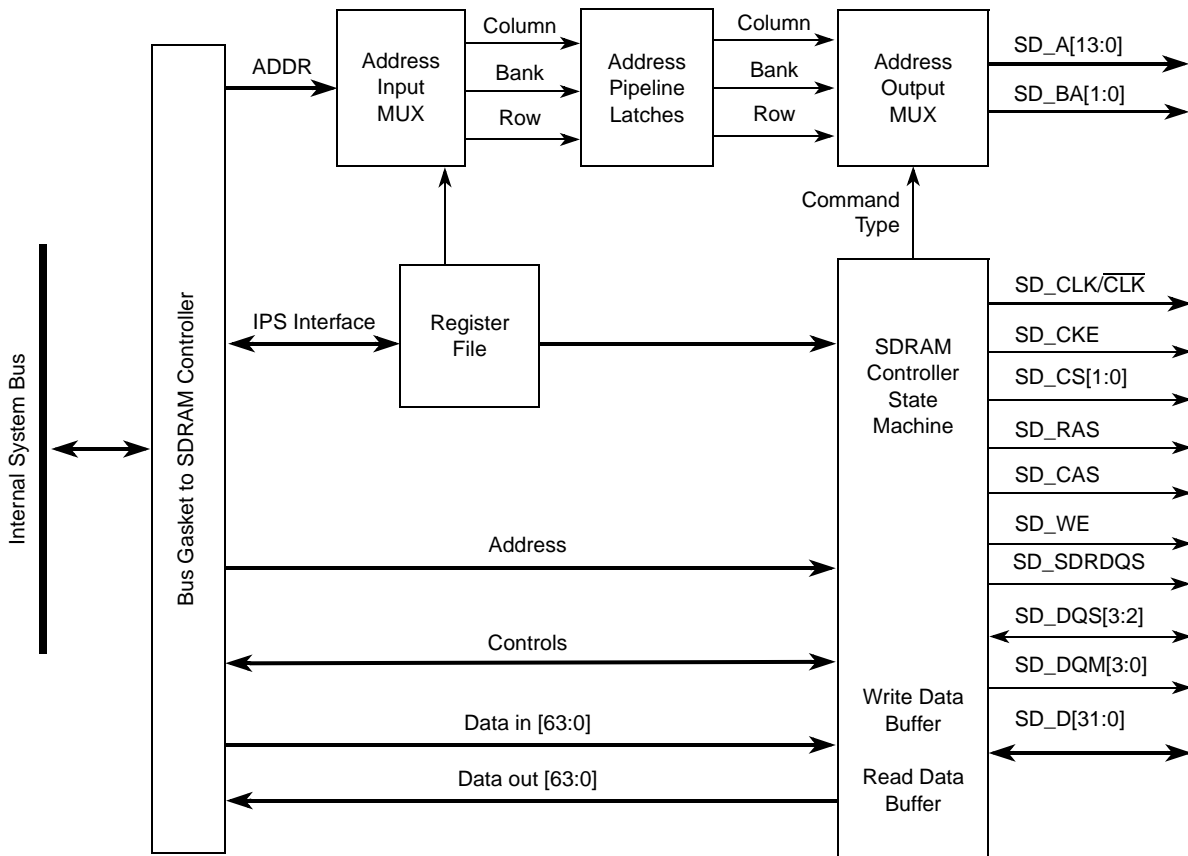 Internal System Bus
Bus Gasket to SDRAM Controller
ADDR
Address
Input
MUX
Column
Bank
Row
Address
Pipeline
Latches
Column
Bank
Row
Address
Output
MUX
SD_A[13:0]
SD_BA[1:0]
Command
Type
IPS Interface
Register
File
SDRAM
Controller
State
Machine
Address
Controls
Data in [63:0]
Data out [63:0]
Write Data
Buffer
Read Data
Buffer
SD_CLK/C̅L̅K̅
SD_CKE
SD_CS[1:0]
SD_RAS
SD_CAS
SD_WE
SD_SDRDQS
SD_DQS[3:2]
SD_DQM[3:0]
SD_D[31:0]